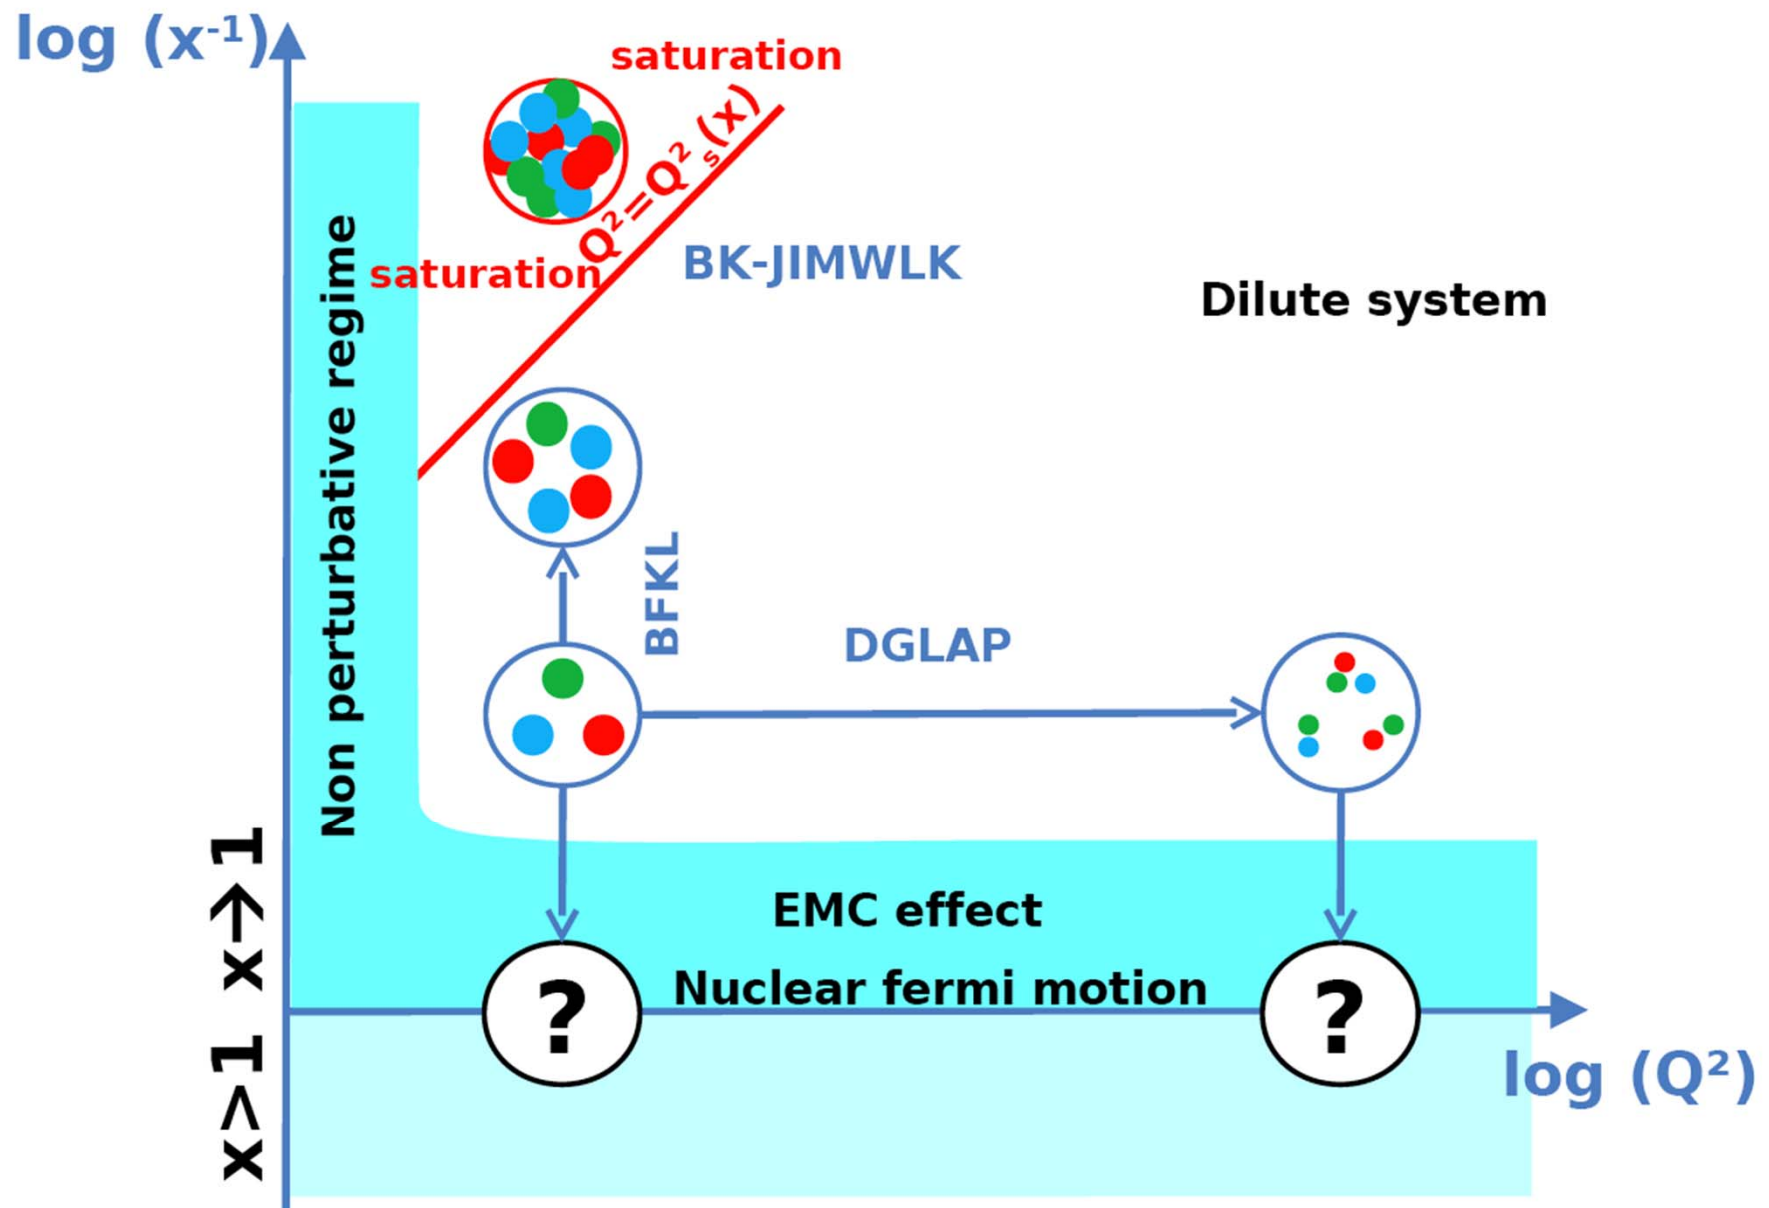 log (x⁻¹)
saturation
Q²=Q²ₛ(x)
saturation
BK-JIMWLK
Dilute system
Non perturbative regime
BFKL
DGLAP
x→1
EMC effect
Nuclear fermi motion
?
?
x>1
log (Q²)